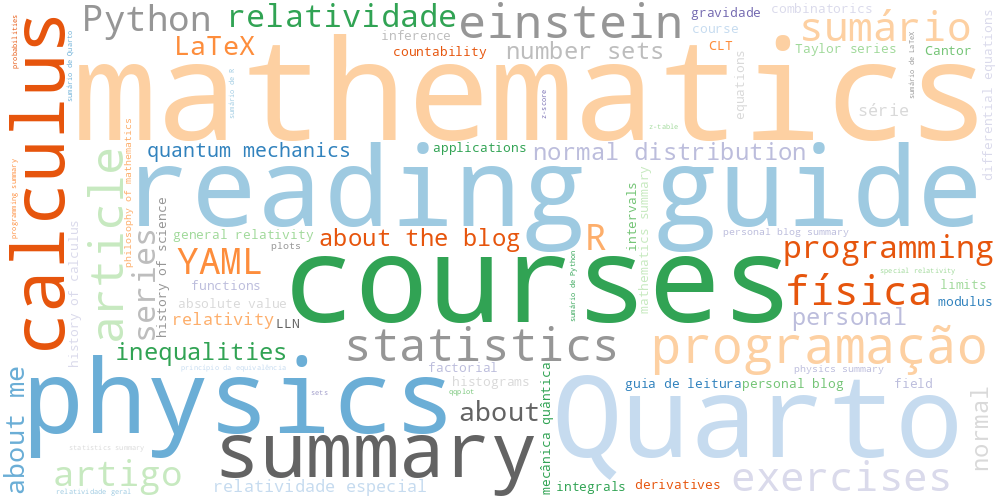 Python
relatividade
einstein
gravidade
combinatorics
sumário
course
inference
LaTeX
countability
number sets
CLT
Taylor series
Cantor
probabilities
sumário de Quarto
sumário de R
calculus
mathematics
equations
sumário de LaTeX
differential equations
z-score
série
z-table
quantum mechanics
applications
normal distribution
philosophy of mathematics
article
reading guide
programming summary
intervals
mathematics summary
history of science
history of calculus
series
general relativity
plots
about the blog
R
personal blog summary
programming
YAML
courses
sumário de Python
special relativity
functions
física
limits
absolute value
modulus
relativity
LLN
personal
inequalities
statistics
programação
princípio de equivalência
factorial
physics summary
about me
physics
histograms
sets
qqplot
mecânica quântica
guia de leitura
personal blog
field
normal
Quarto
about
summary
statistics summary
artigo
exercises
relatividade geral
relatividade especial
integrals
derivatives